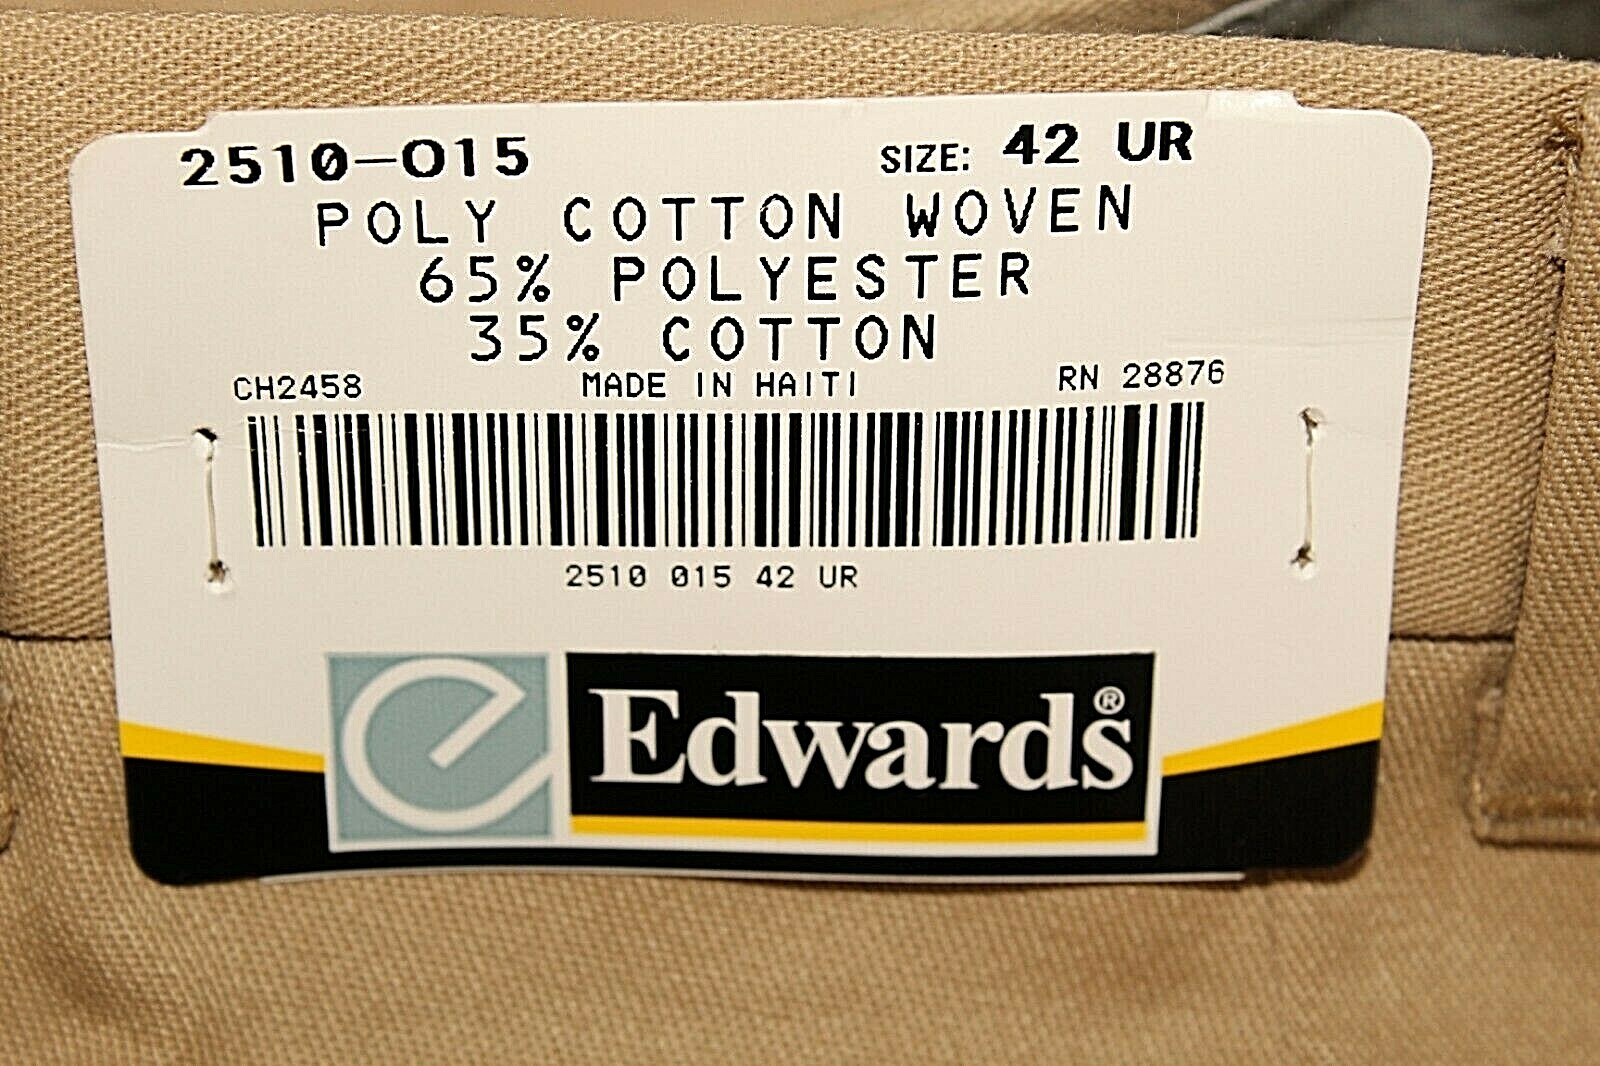 2510-015 SIZE: 42 UR
POLY COTTON WOVEN
65% POLYESTER
35% COTTON
CH2458 MADE IN HAITI RN 28876
2510 015 42 UR
e Edwards®